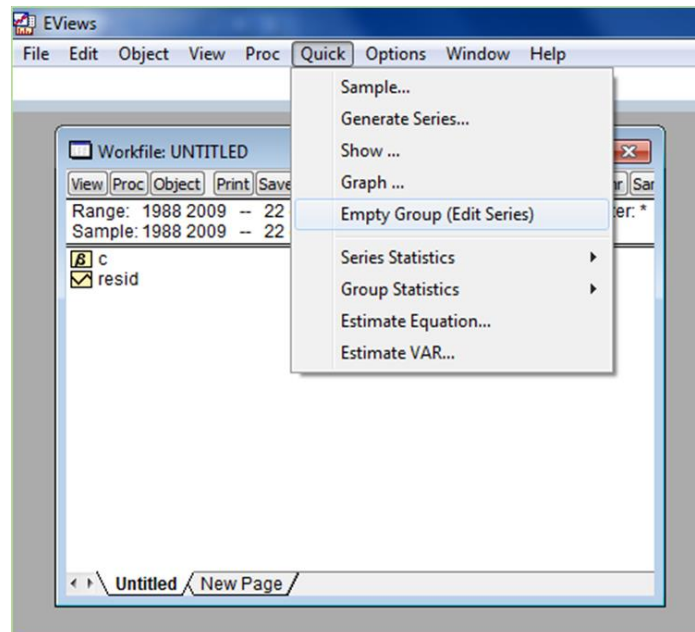 EViews
File Edit Object View Proc Quick Options Window Help
Sample...
Generate Series...
Show ...
Graph ...
Empty Group (Edit Series)
Series Statistics
Group Statistics
Estimate Equation...
Estimate VAR...
Workfile: UNTITLED
View Proc Object Print Save
Range: 1988 2009 -- 22
Sample: 1988 2009 -- 22
β c
resid
Untitled New Page